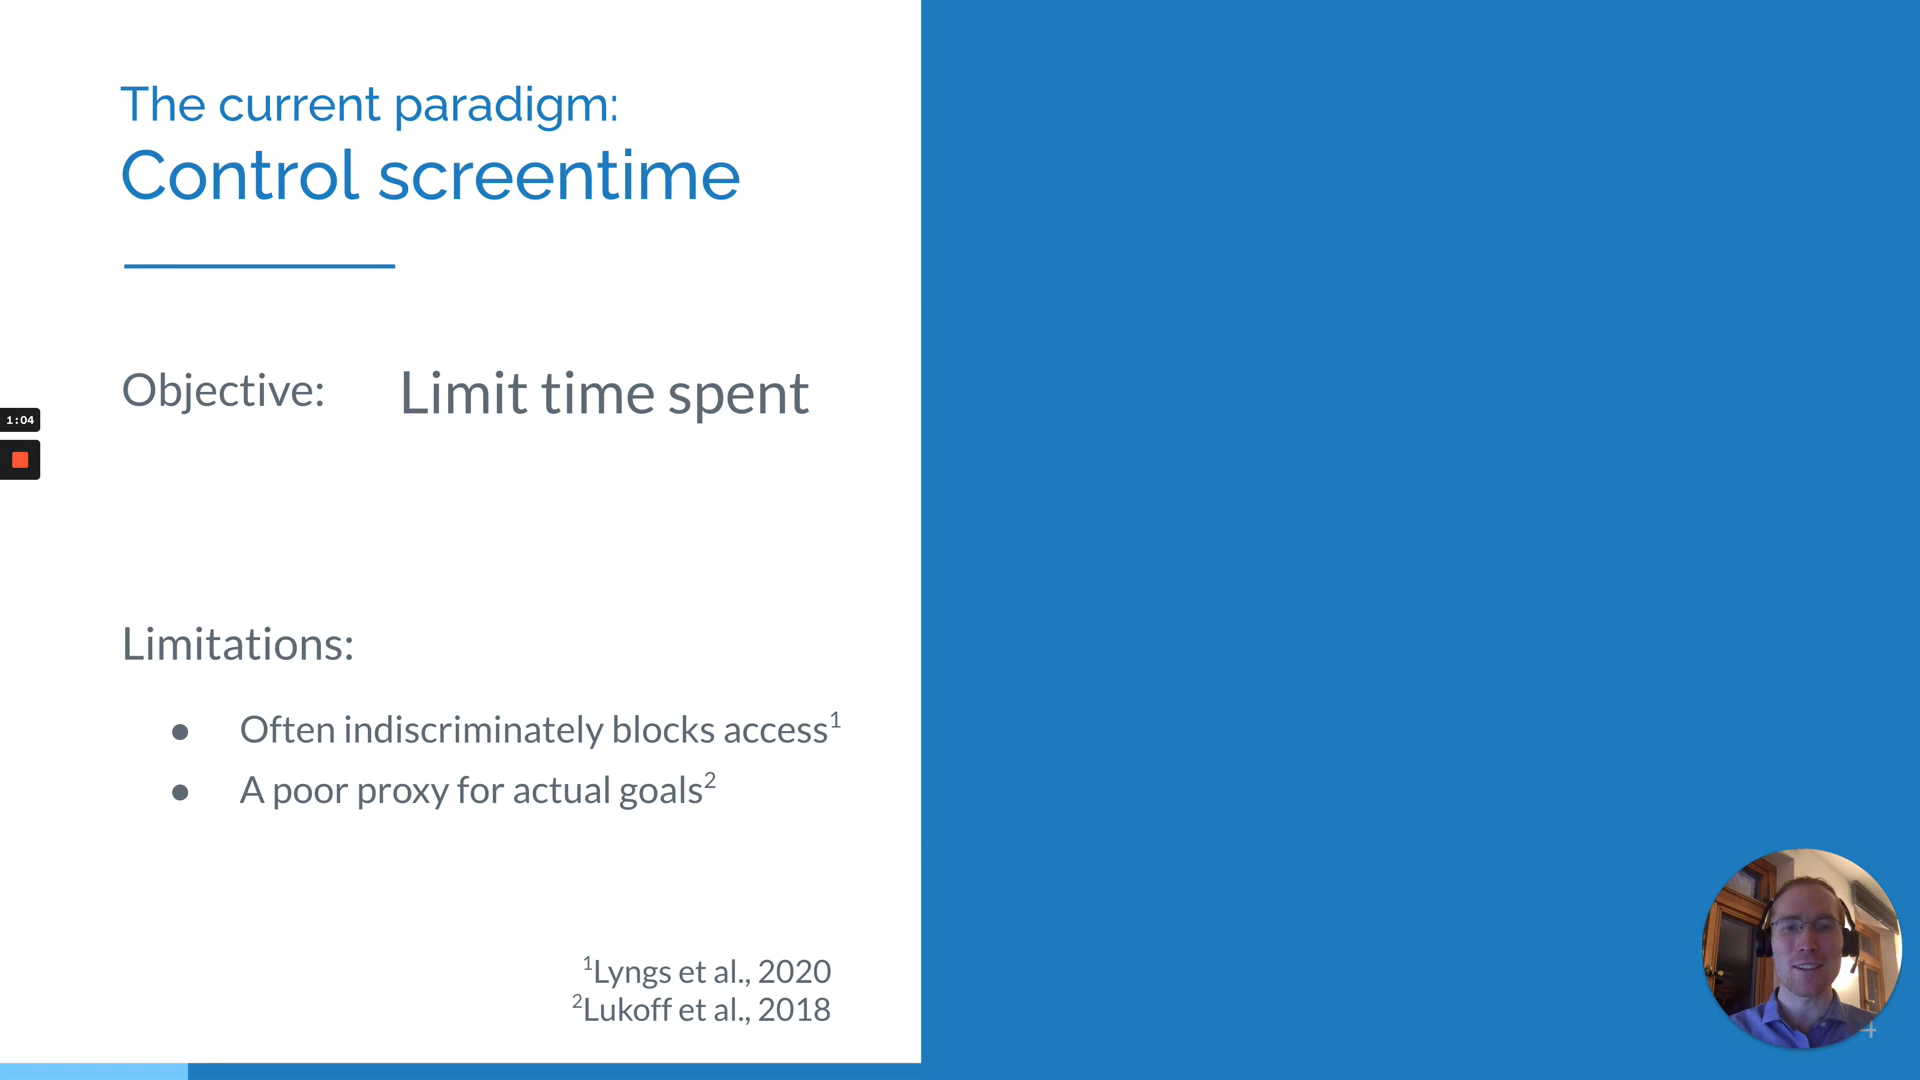 The current paradigm:
Control screentime
Objective: Limit time spent
1:04
Limitations:
● Often indiscriminately blocks access¹
● A poor proxy for actual goals²
¹Lyngs et al., 2020
²Lukoff et al., 2018
4